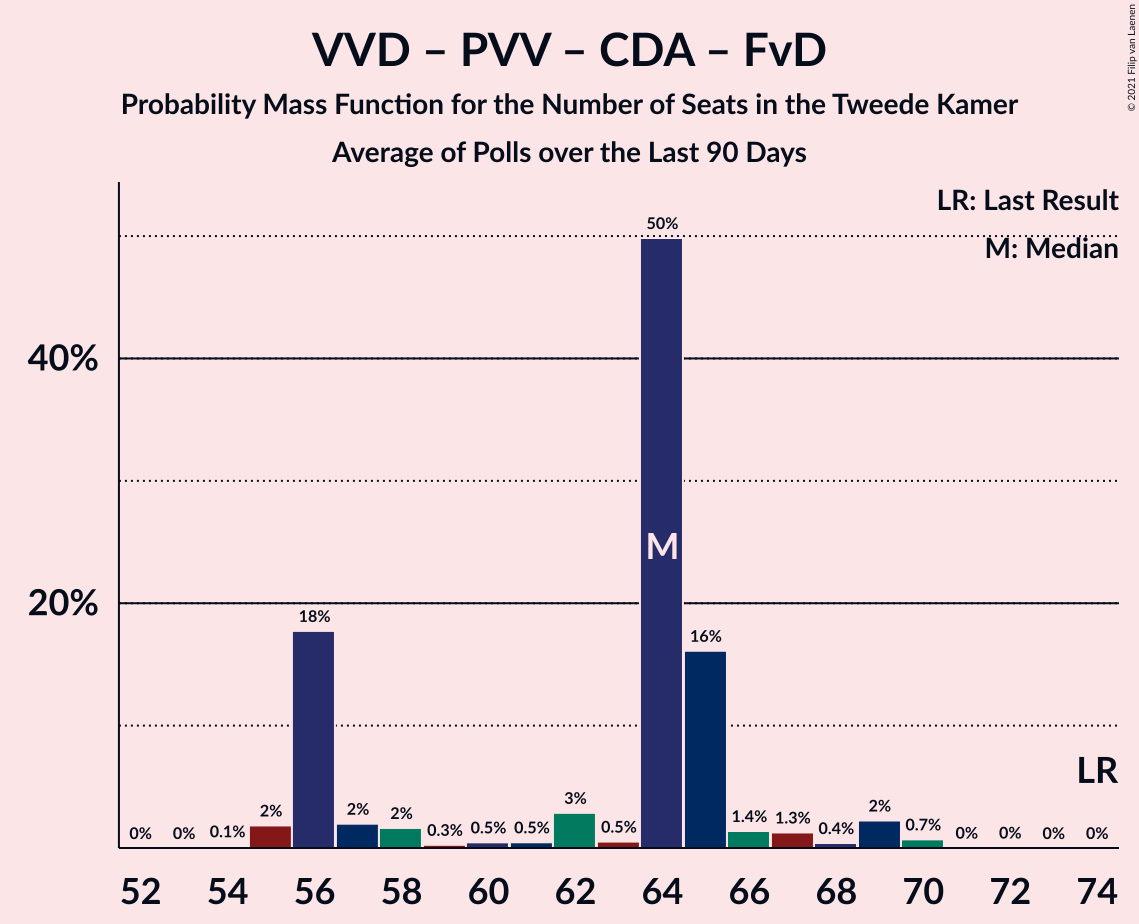 VVD – PVV – CDA – FvD
Probability Mass Function for the Number of Seats in the Tweede Kamer
Average of Polls over the Last 90 Days
© 2021 Filip van Laenen
LR: Last Result
M: Median
40%
20%
0% 0% 0.1% 2% 18% 2% 2% 0.3% 0.5% 0.5% 3% 0.5% 50% 16% 1.4% 1.3% 0.4% 2% 0.7% 0% 0% 0% 0%
M
LR
52 54 56 58 60 62 64 66 68 70 72 74